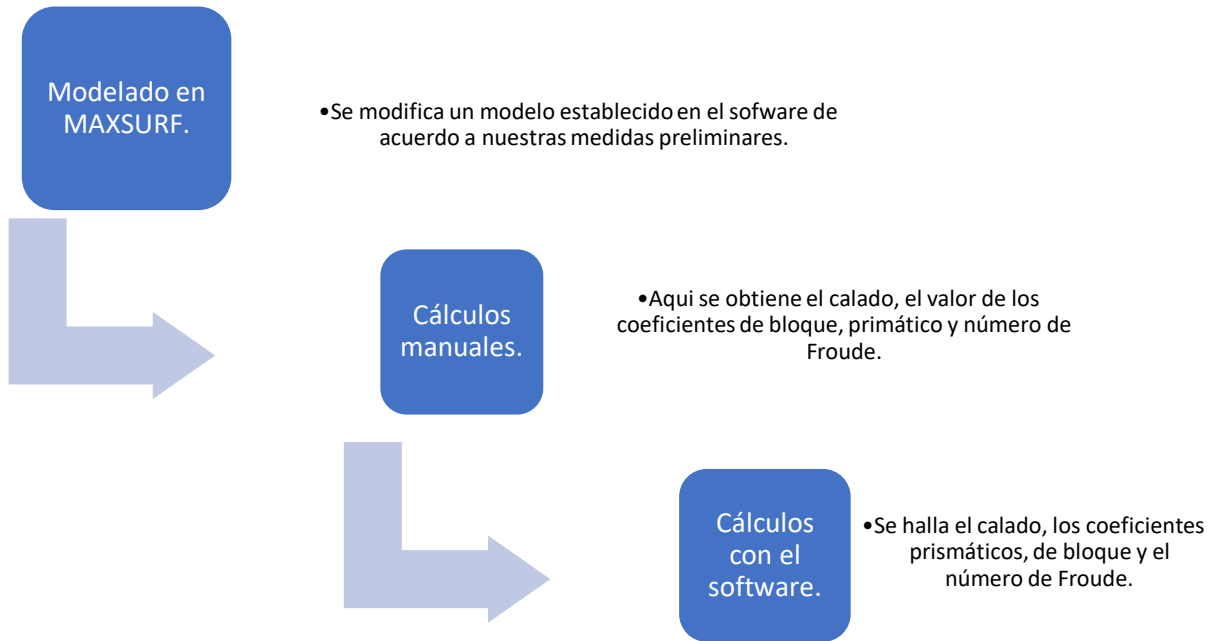 Modelado en
MAXSURF.
•Se modifica un modelo establecido en el sofware de
acuerdo a nuestras medidas preliminares.
Cálculos
manuales.
•Aqui se obtiene el calado, el valor de los
coeficientes de bloque, primático y número de
Froude.
Cálculos
con el
software.
•Se halla el calado, los coeficientes
prismáticos, de bloque y el
número de Froude.